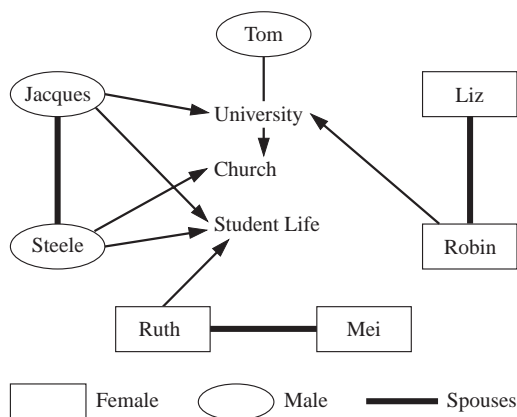 Tom
Jacques
University
Liz
Church
Steele
Student Life
Robin
Ruth
Mei
Female
Male
Spouses